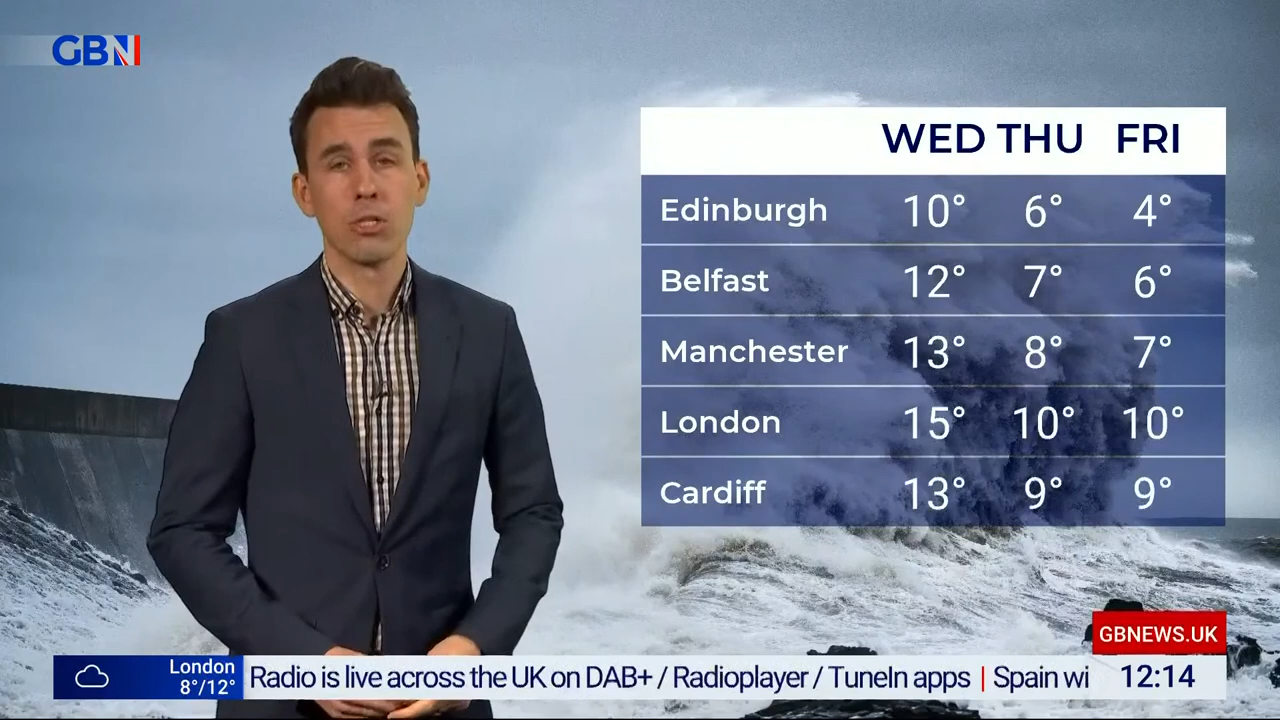 GBN
WED THU FRI
Edinburgh 10° 6° 4°
Belfast 12° 7° 6°
Manchester 13° 8° 7°
London 15° 10° 10°
Cardiff 13° 9° 9°
GBNEWS.UK
London
8°/12°
Radio is live across the UK on DAB+ / Radioplayer / TuneIn apps | Spain wi
12:14